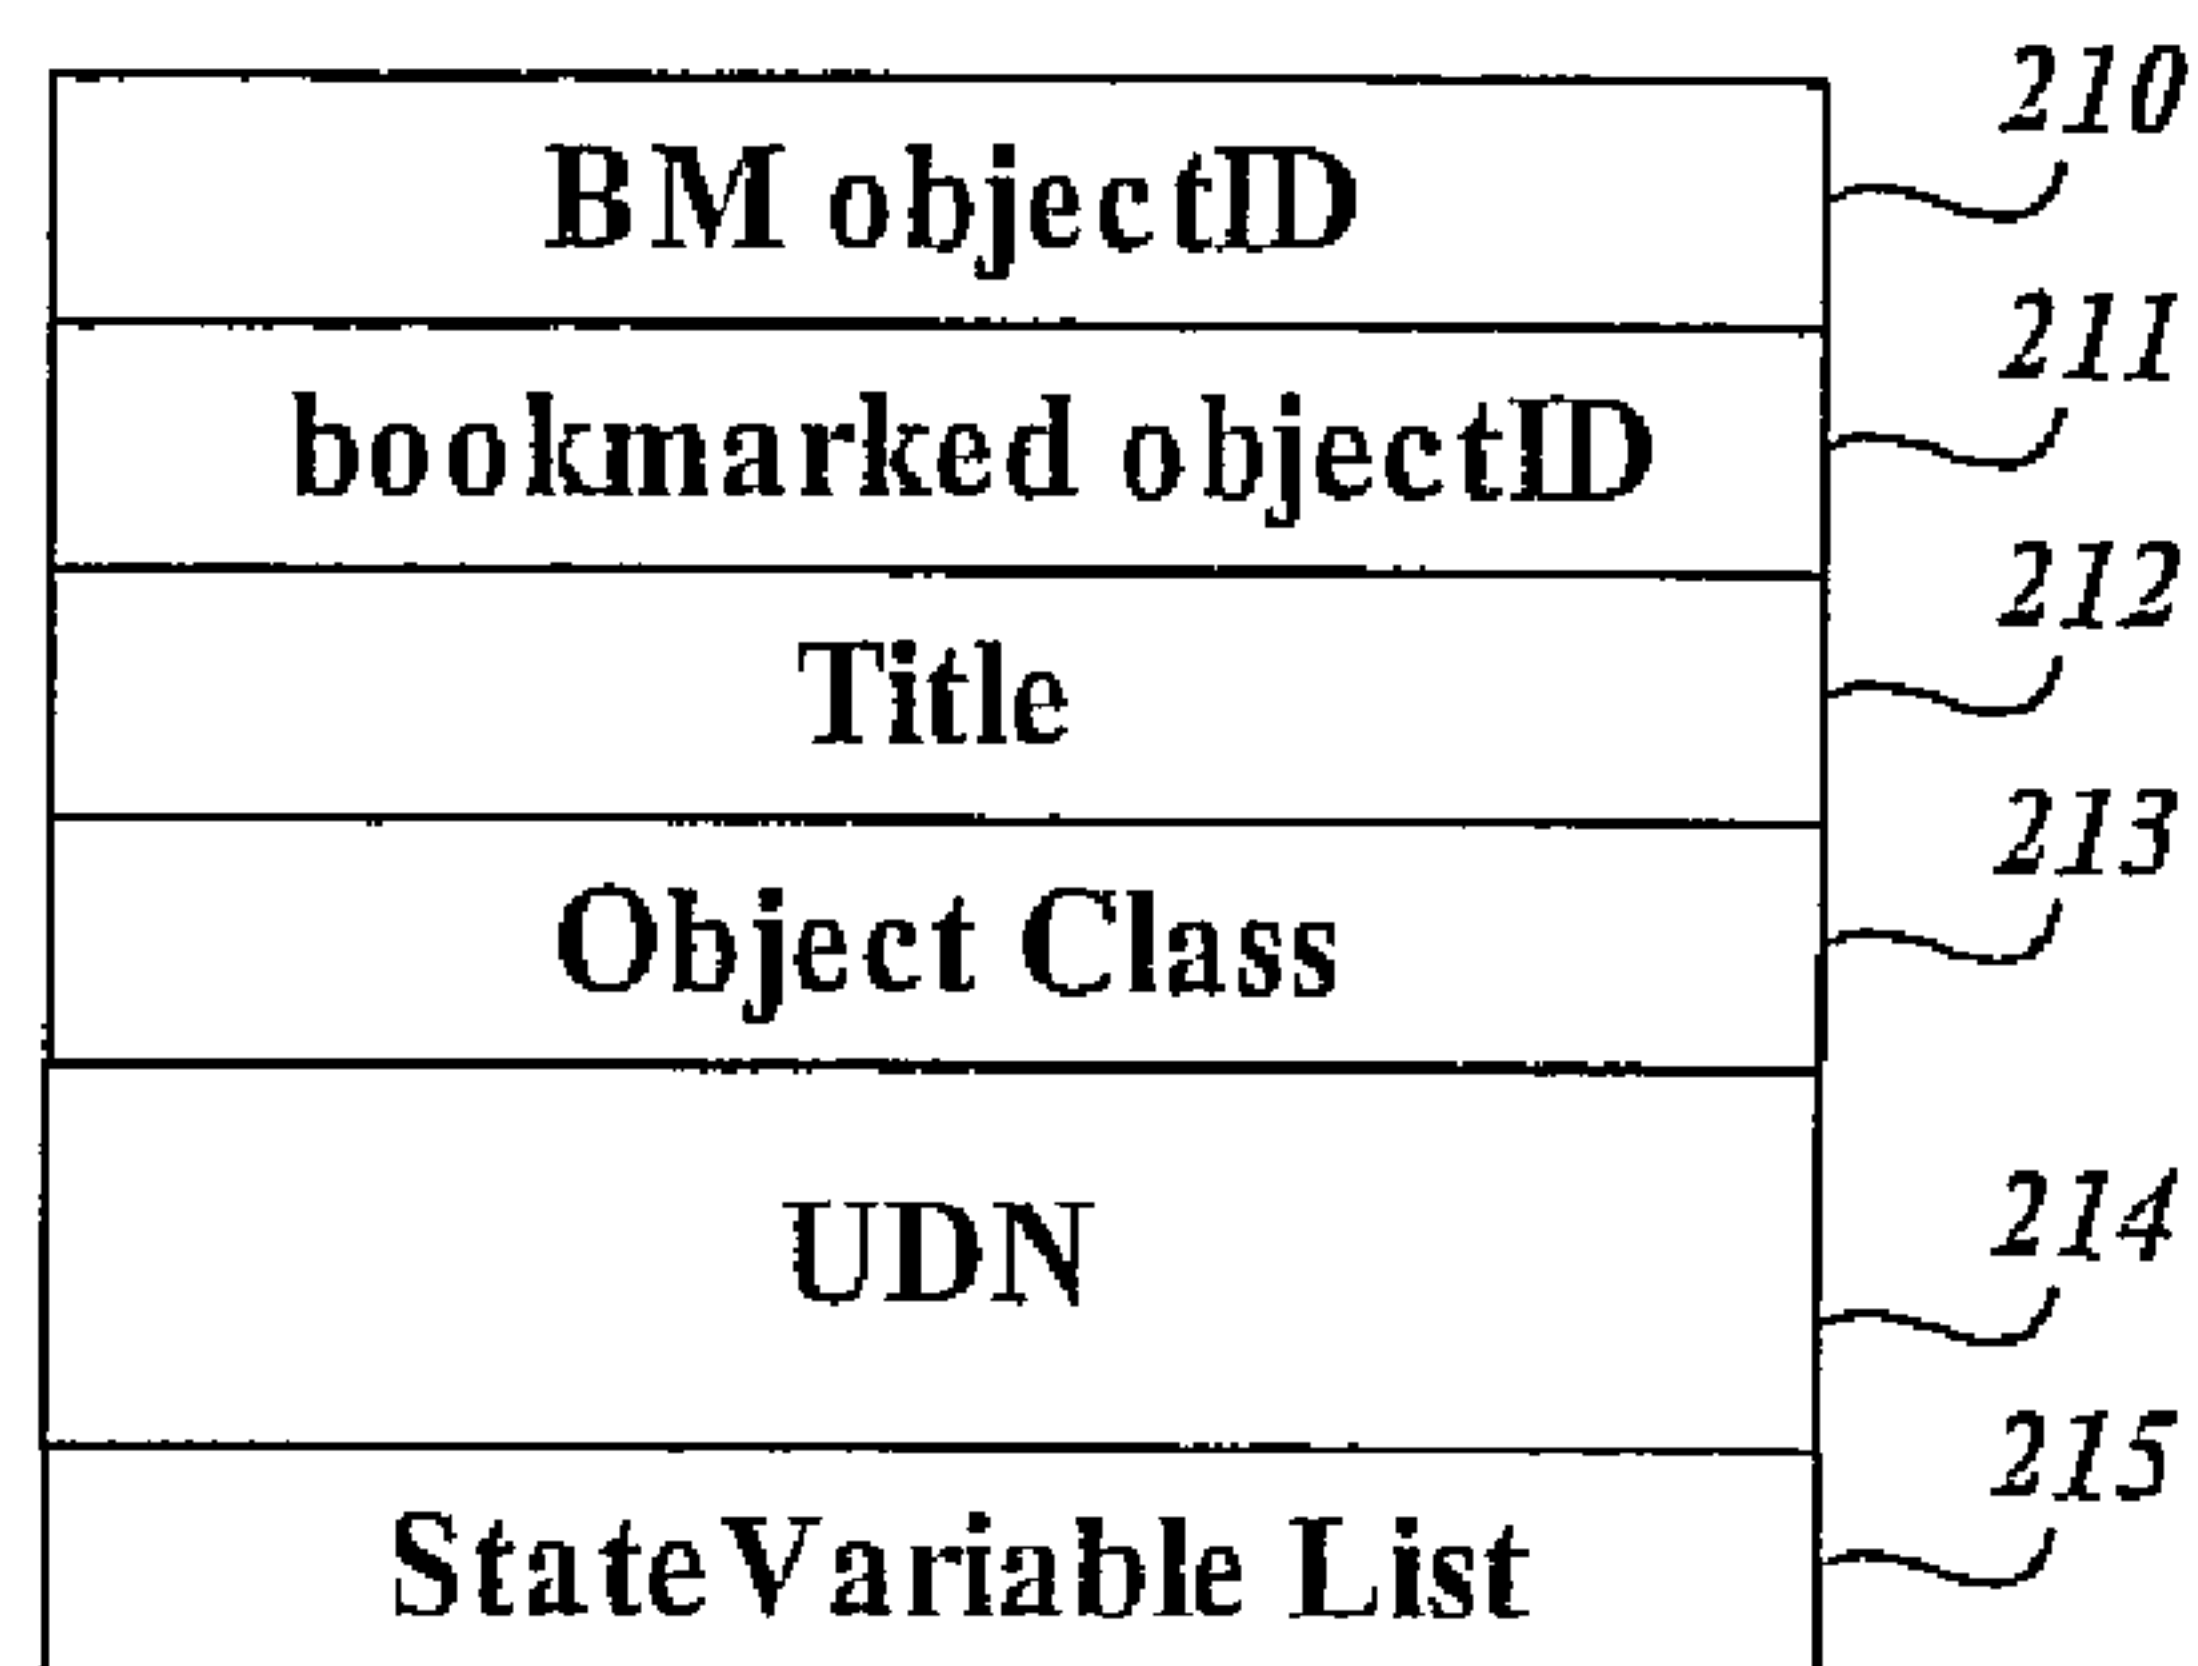 210
BM objectID
211
bookmarked objectID
212
Title
213
Object Class
214
UDN
215
StateVariable List